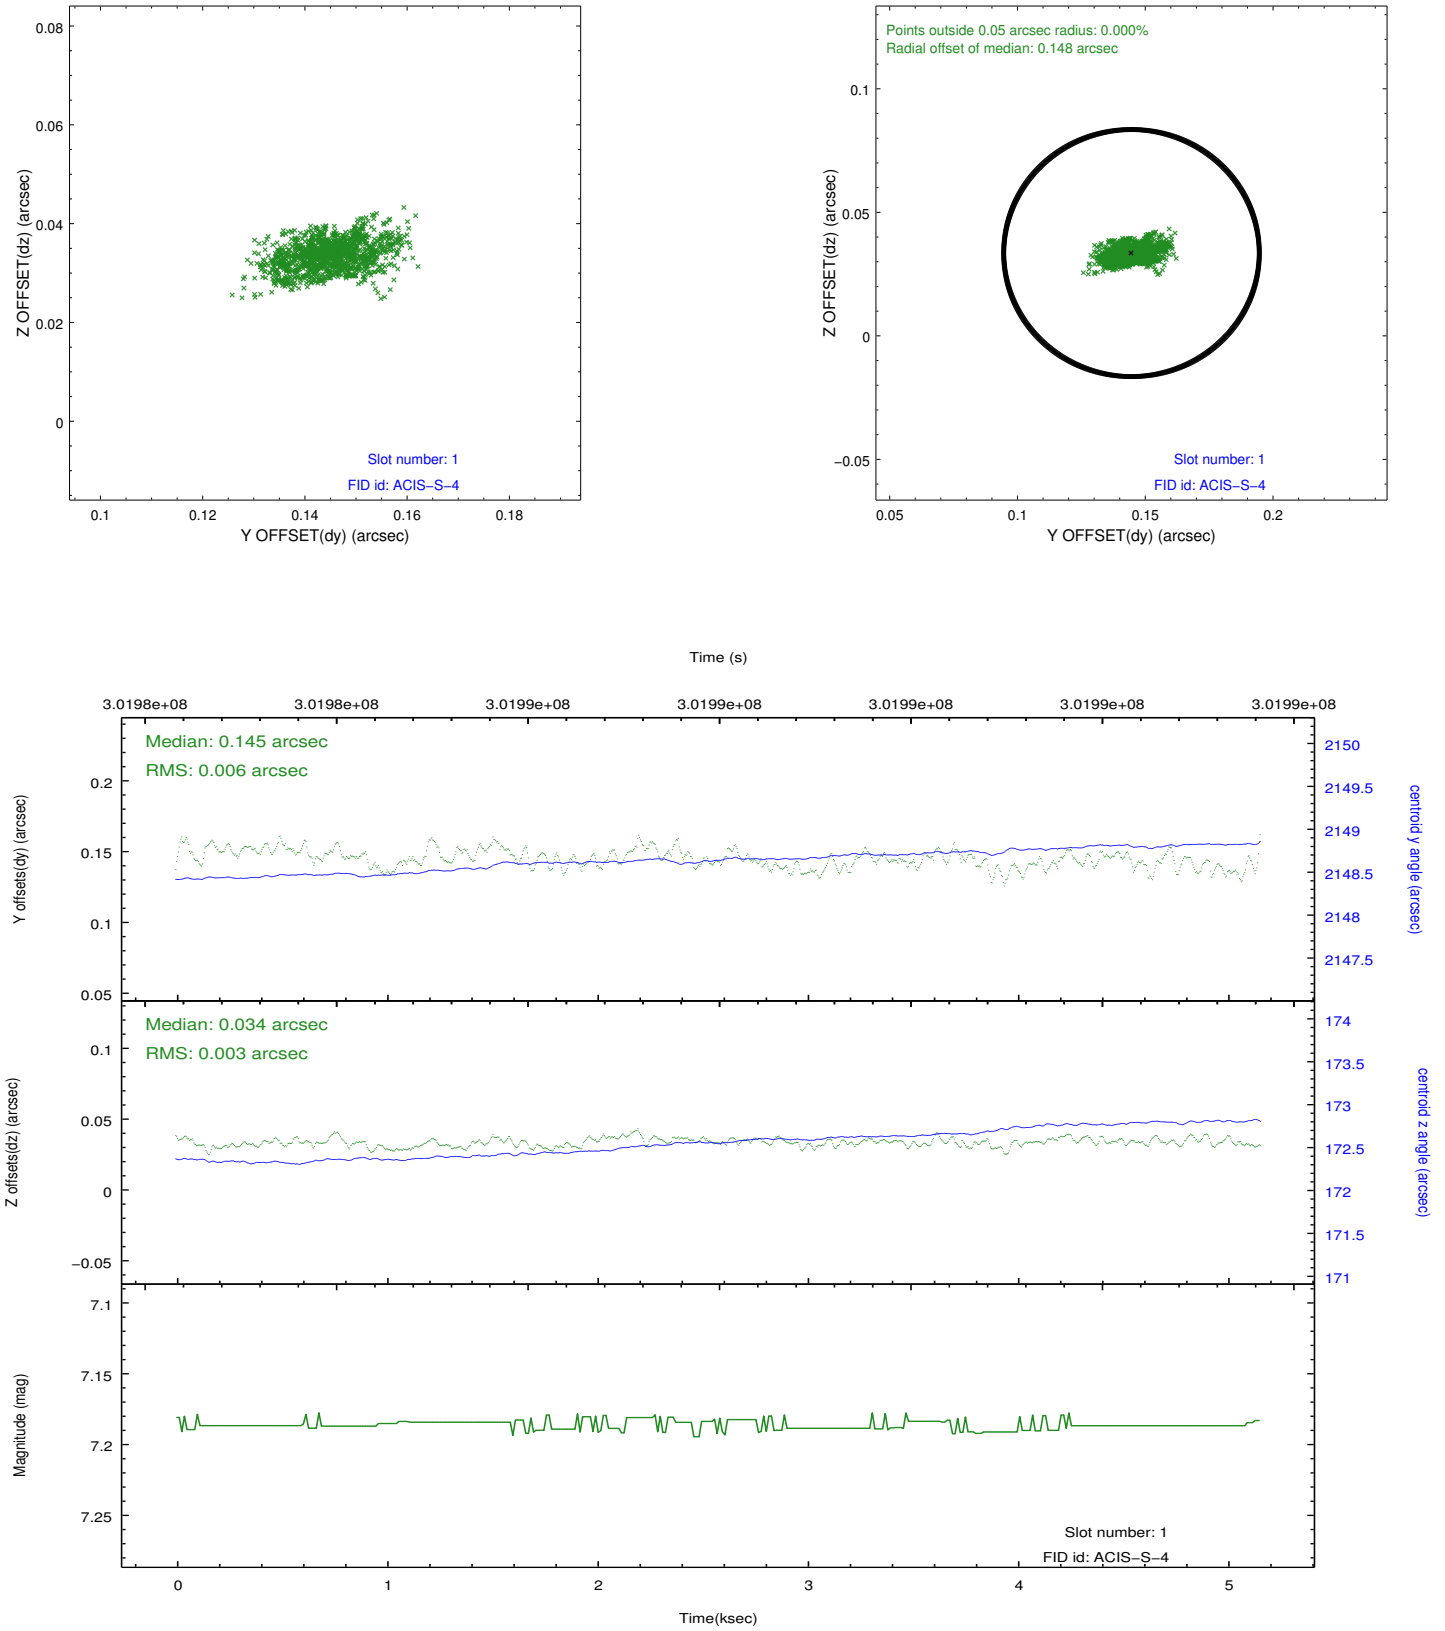 0.08
0.06
0.04
0.02
0
Z OFFSET(dz) (arcsec)
Slot number: 1
FID id: ACIS−S−4
0.1 0.12 0.14 0.16 0.18
Y OFFSET(dy) (arcsec)
Points outside 0.05 arcsec radius: 0.000%
Radial offset of median: 0.148 arcsec
0.1
0.05
0
−0.05
Z OFFSET(dz) (arcsec)
Slot number: 1
FID id: ACIS−S−4
0.05 0.1 0.15 0.2
Y OFFSET(dy) (arcsec)
Time (s)
3.0198e+08 3.0198e+08 3.0199e+08 3.0199e+08 3.0199e+08 3.0199e+08 3.0199e+08
Median: 0.145 arcsec
RMS: 0.006 arcsec
0.2
0.15
0.1
0.05
Y offsets(dy) (arcsec)
2150
2149.5
2149
2148.5
2148
2147.5
centroid y angle (arcsec)
Median: 0.034 arcsec
RMS: 0.003 arcsec
0.1
0.05
0
−0.05
Z offsets(dz) (arcsec)
174
173.5
173
172.5
172
171.5
171
centroid z angle (arcsec)
7.1
7.15
7.2
7.25
Magnitude (mag)
Slot number: 1
FID id: ACIS−S−4
0 1 2 3 4 5
Time(ksec)